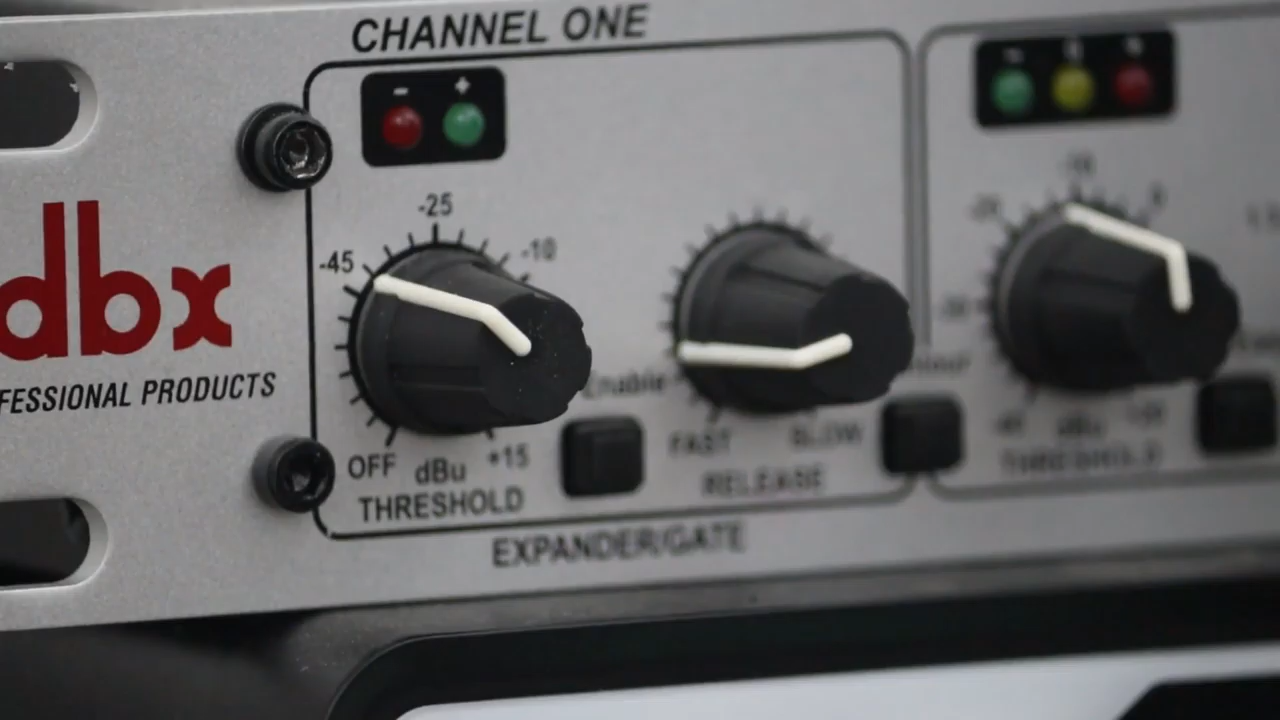 CHANNEL ONE
- +
-25
-45
-10
dbx
FESSIONAL PRODUCTS
Enable
OFF dBu +15
THRESHOLD
FAST SLOW
RELEASE
EXPANDER/GATE
dBu
THRESHOLD